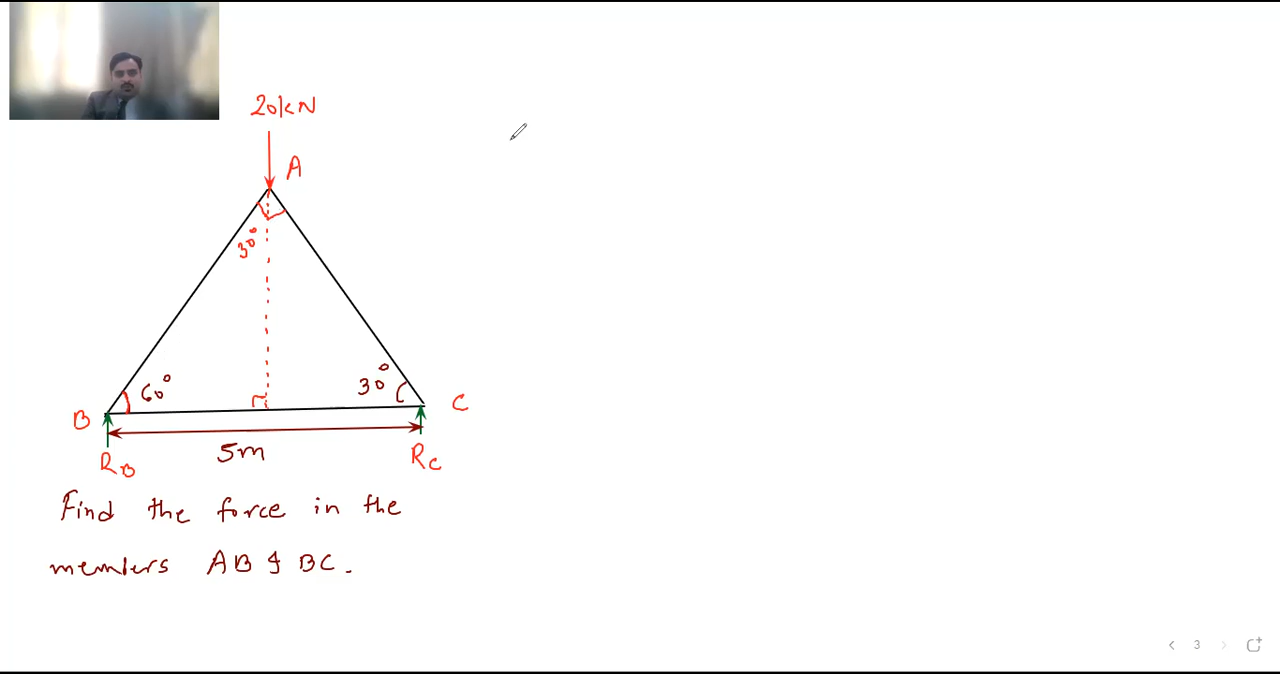 20kN
A
30°
60°
30°
B
C
5m
R_B
R_C
Find the force in the
members AB & BC.
3